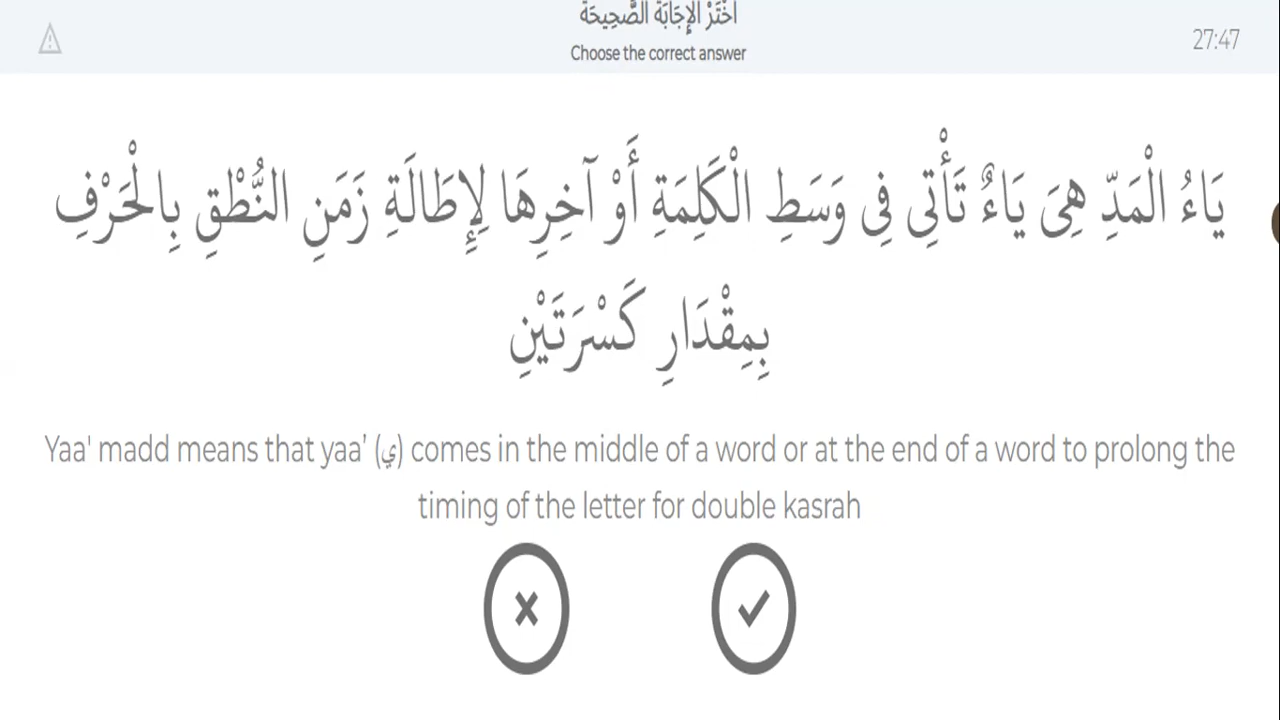 اخْتَرْ الإِجَابَةَ الصَّحِيحَةَ
Choose the correct answer
27:47
يَاءُ الْمَدِّ هِىَ يَاءٌ تَأْتِى فِى وَسَطِ الْكَلِمَةِ أَوْ آخِرِهَا لِإِطَالَةِ زَمَنِ النُّطْقِ بِالْحَرْفِ
بِمِقْدَارِ كَسْرَتَيْنِ
Yaa' madd means that yaa’ (ي) comes in the middle of a word or at the end of a word to prolong the
timing of the letter for double kasrah